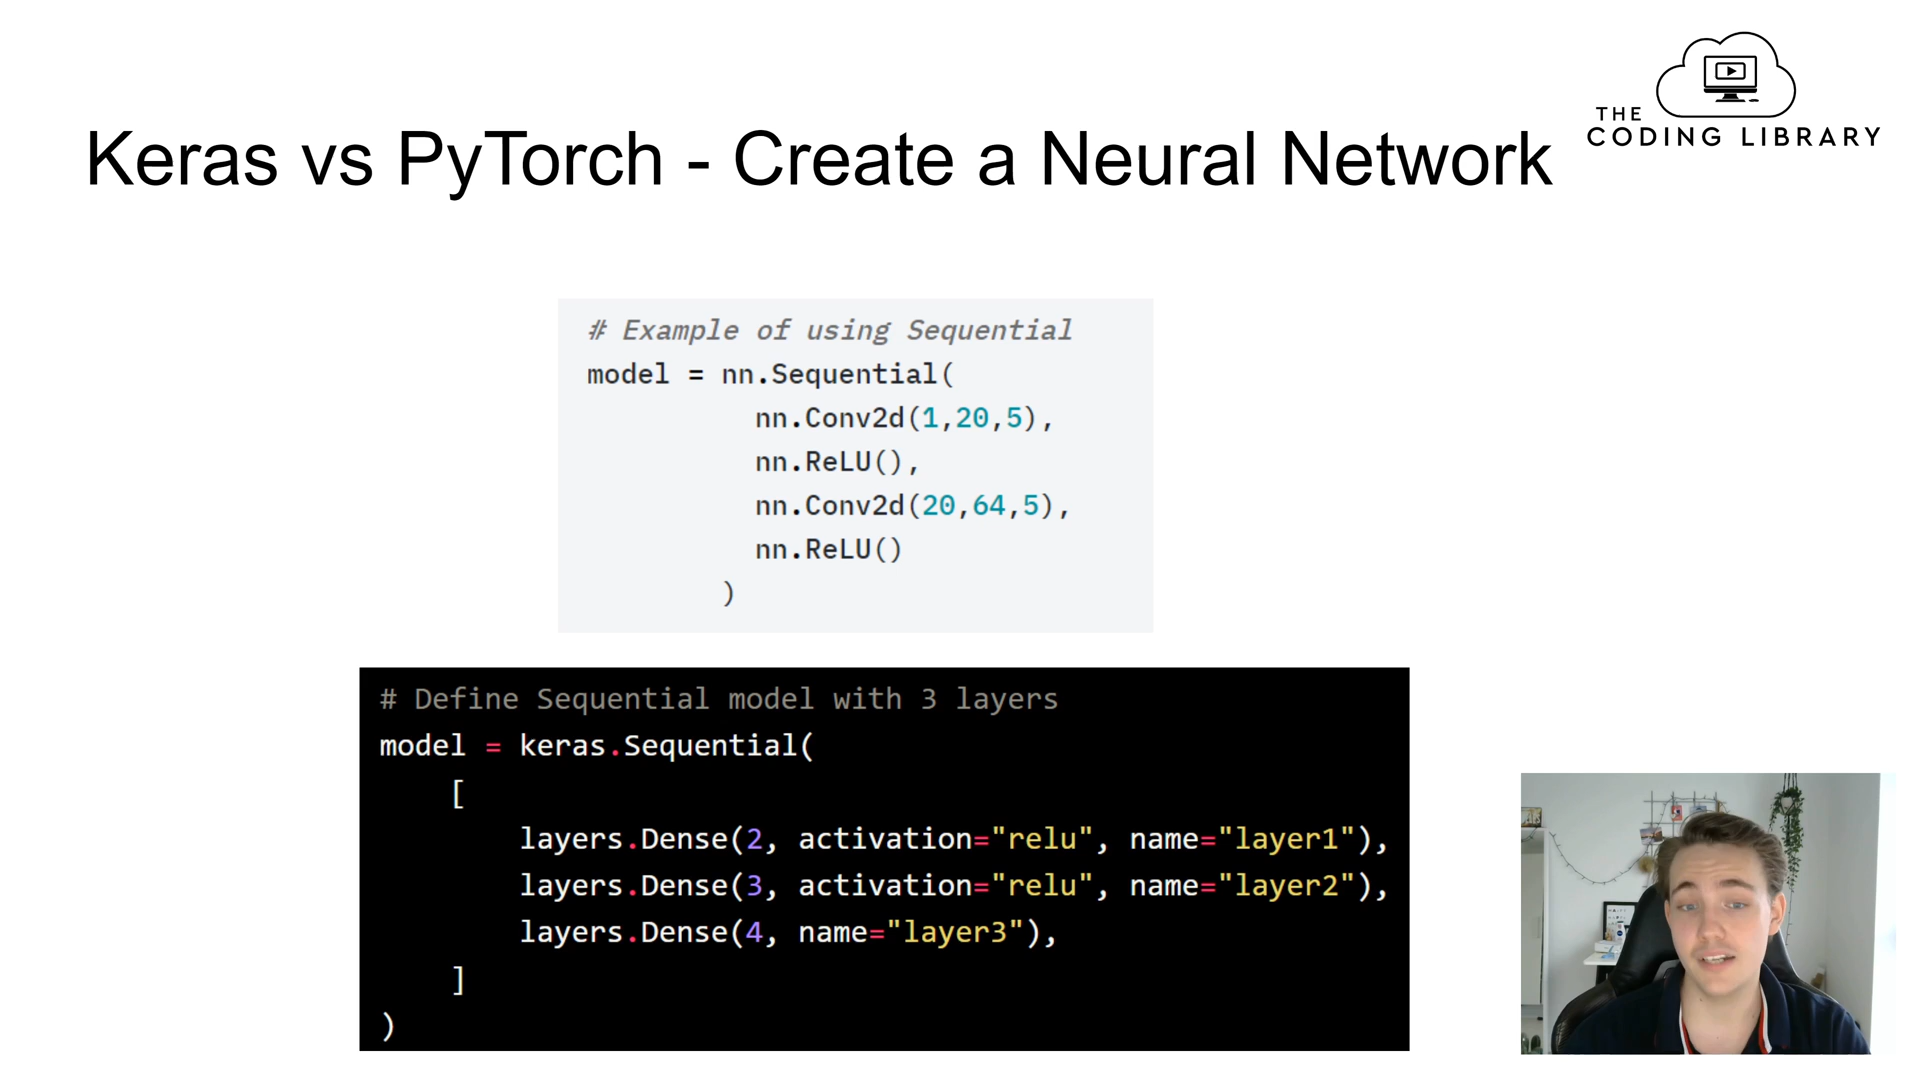 THE
CODING LIBRARY
Keras vs PyTorch - Create a Neural Network
# Example of using Sequential
model = nn.Sequential(
nn.Conv2d(1,20,5),
nn.ReLU(),
nn.Conv2d(20,64,5),
nn.ReLU()
)
# Define Sequential model with 3 layers
model = keras.Sequential(
[
layers.Dense(2, activation="relu", name="layer1"),
layers.Dense(3, activation="relu", name="layer2"),
layers.Dense(4, name="layer3"),
]
)